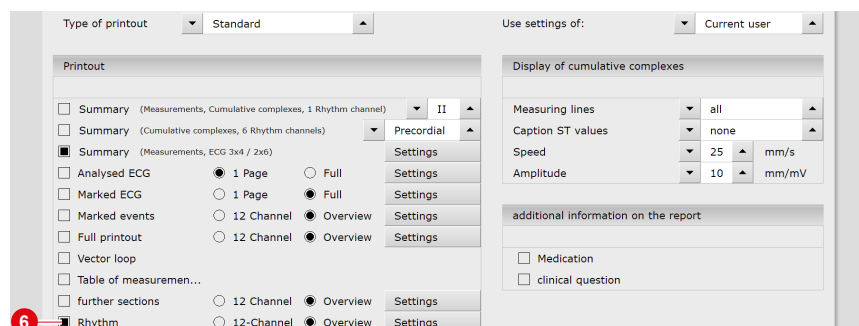 Type of printout Standard
Use settings of: Current user
Printout
Summary (Measurements, Cumulative complexes, 1 Rhythm channel) II
Summary (Cumulative complexes, 6 Rhythm channels) Precordial
Summary (Measurements, ECG 3x4 / 2x6) Settings
Analysed ECG 1 Page Full Settings
Marked ECG 1 Page Full Settings
Marked events 12 Channel Overview Settings
Full printout 12 Channel Overview Settings
Vector loop
Table of measuremen...
further sections 12 Channel Overview Settings
6 Rhythm 12-Channel Overview Settings
Display of cumulative complexes
Measuring lines all
Caption ST values none
Speed 25 mm/s
Amplitude 10 mm/mV
additional information on the report
Medication
clinical question